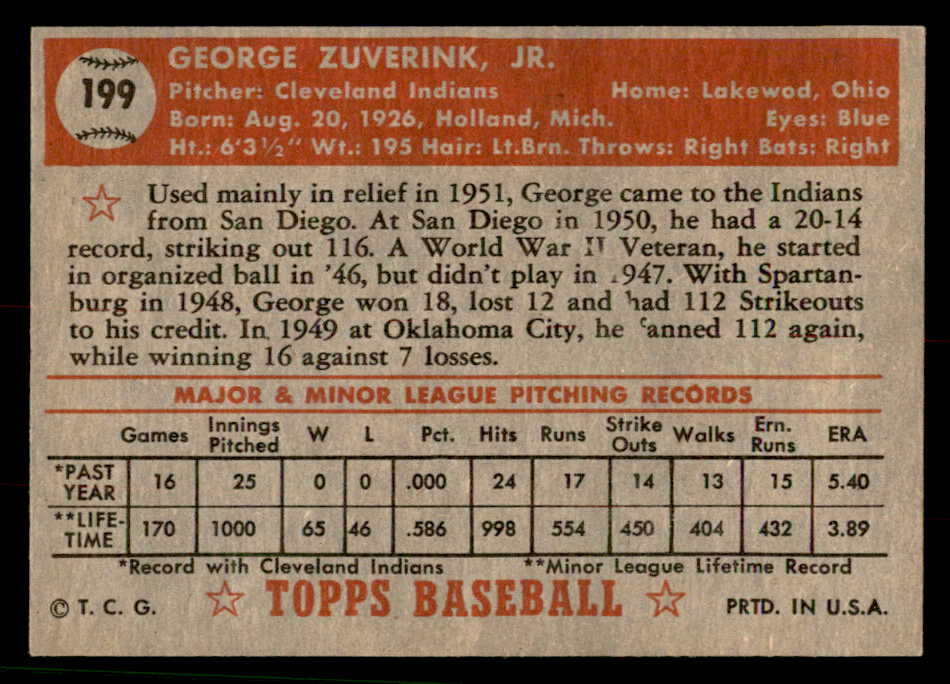 199
GEORGE ZUVERINK, JR.
Pitcher: Cleveland Indians Home: Lakewod, Ohio
Born: Aug. 20, 1926, Holland, Mich. Eyes: Blue
Ht.: 6'3½" Wt.: 195 Hair: Lt.Brn. Throws: Right Bats: Right
Used mainly in relief in 1951, George came to the Indians
from San Diego. At San Diego in 1950, he had a 20-14
record, striking out 116. A World War II Veteran, he started
in organized ball in '46, but didn't play in 1947. With Spartan-
burg in 1948, George won 18, lost 12 and had 112 Strikeouts
to his credit. In 1949 at Oklahoma City, he fanned 112 again,
while winning 16 against 7 losses.
MAJOR & MINOR LEAGUE PITCHING RECORDS
Games Innings Pitched W L Pct. Hits Runs Strike Outs Walks Ern. Runs ERA
*PAST YEAR 16 25 0 0 .000 24 17 14 13 15 5.40
**LIFE-TIME 170 1000 65 46 .586 998 554 450 404 432 3.89
*Record with Cleveland Indians **Minor League Lifetime Record
© T. C. G. TOPPS BASEBALL PRTD. IN U.S.A.